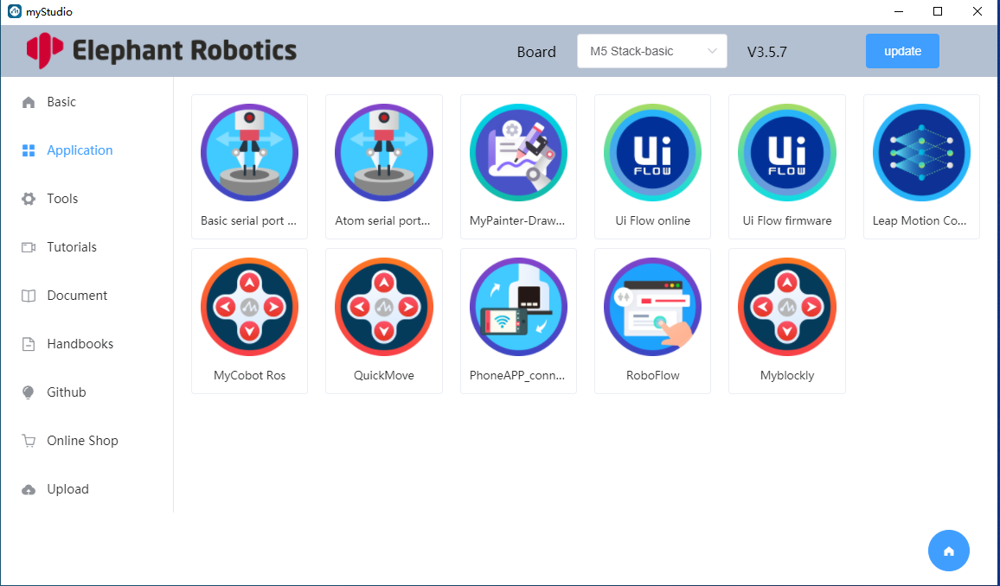 myStudio
Elephant Robotics
Board
M5 Stack-basic
V3.5.7
update
Basic
Application
Tools
Tutorials
Document
Handbooks
Github
Online Shop
Upload
Ui FLOW
Ui FLOW
Basic serial port ...
Atom serial port...
MyPainter-Draw...
Ui Flow online
Ui Flow firmware
Leap Motion Co...
MyCobot Ros
QuickMove
PhoneAPP_conn...
RoboFlow
Myblockly